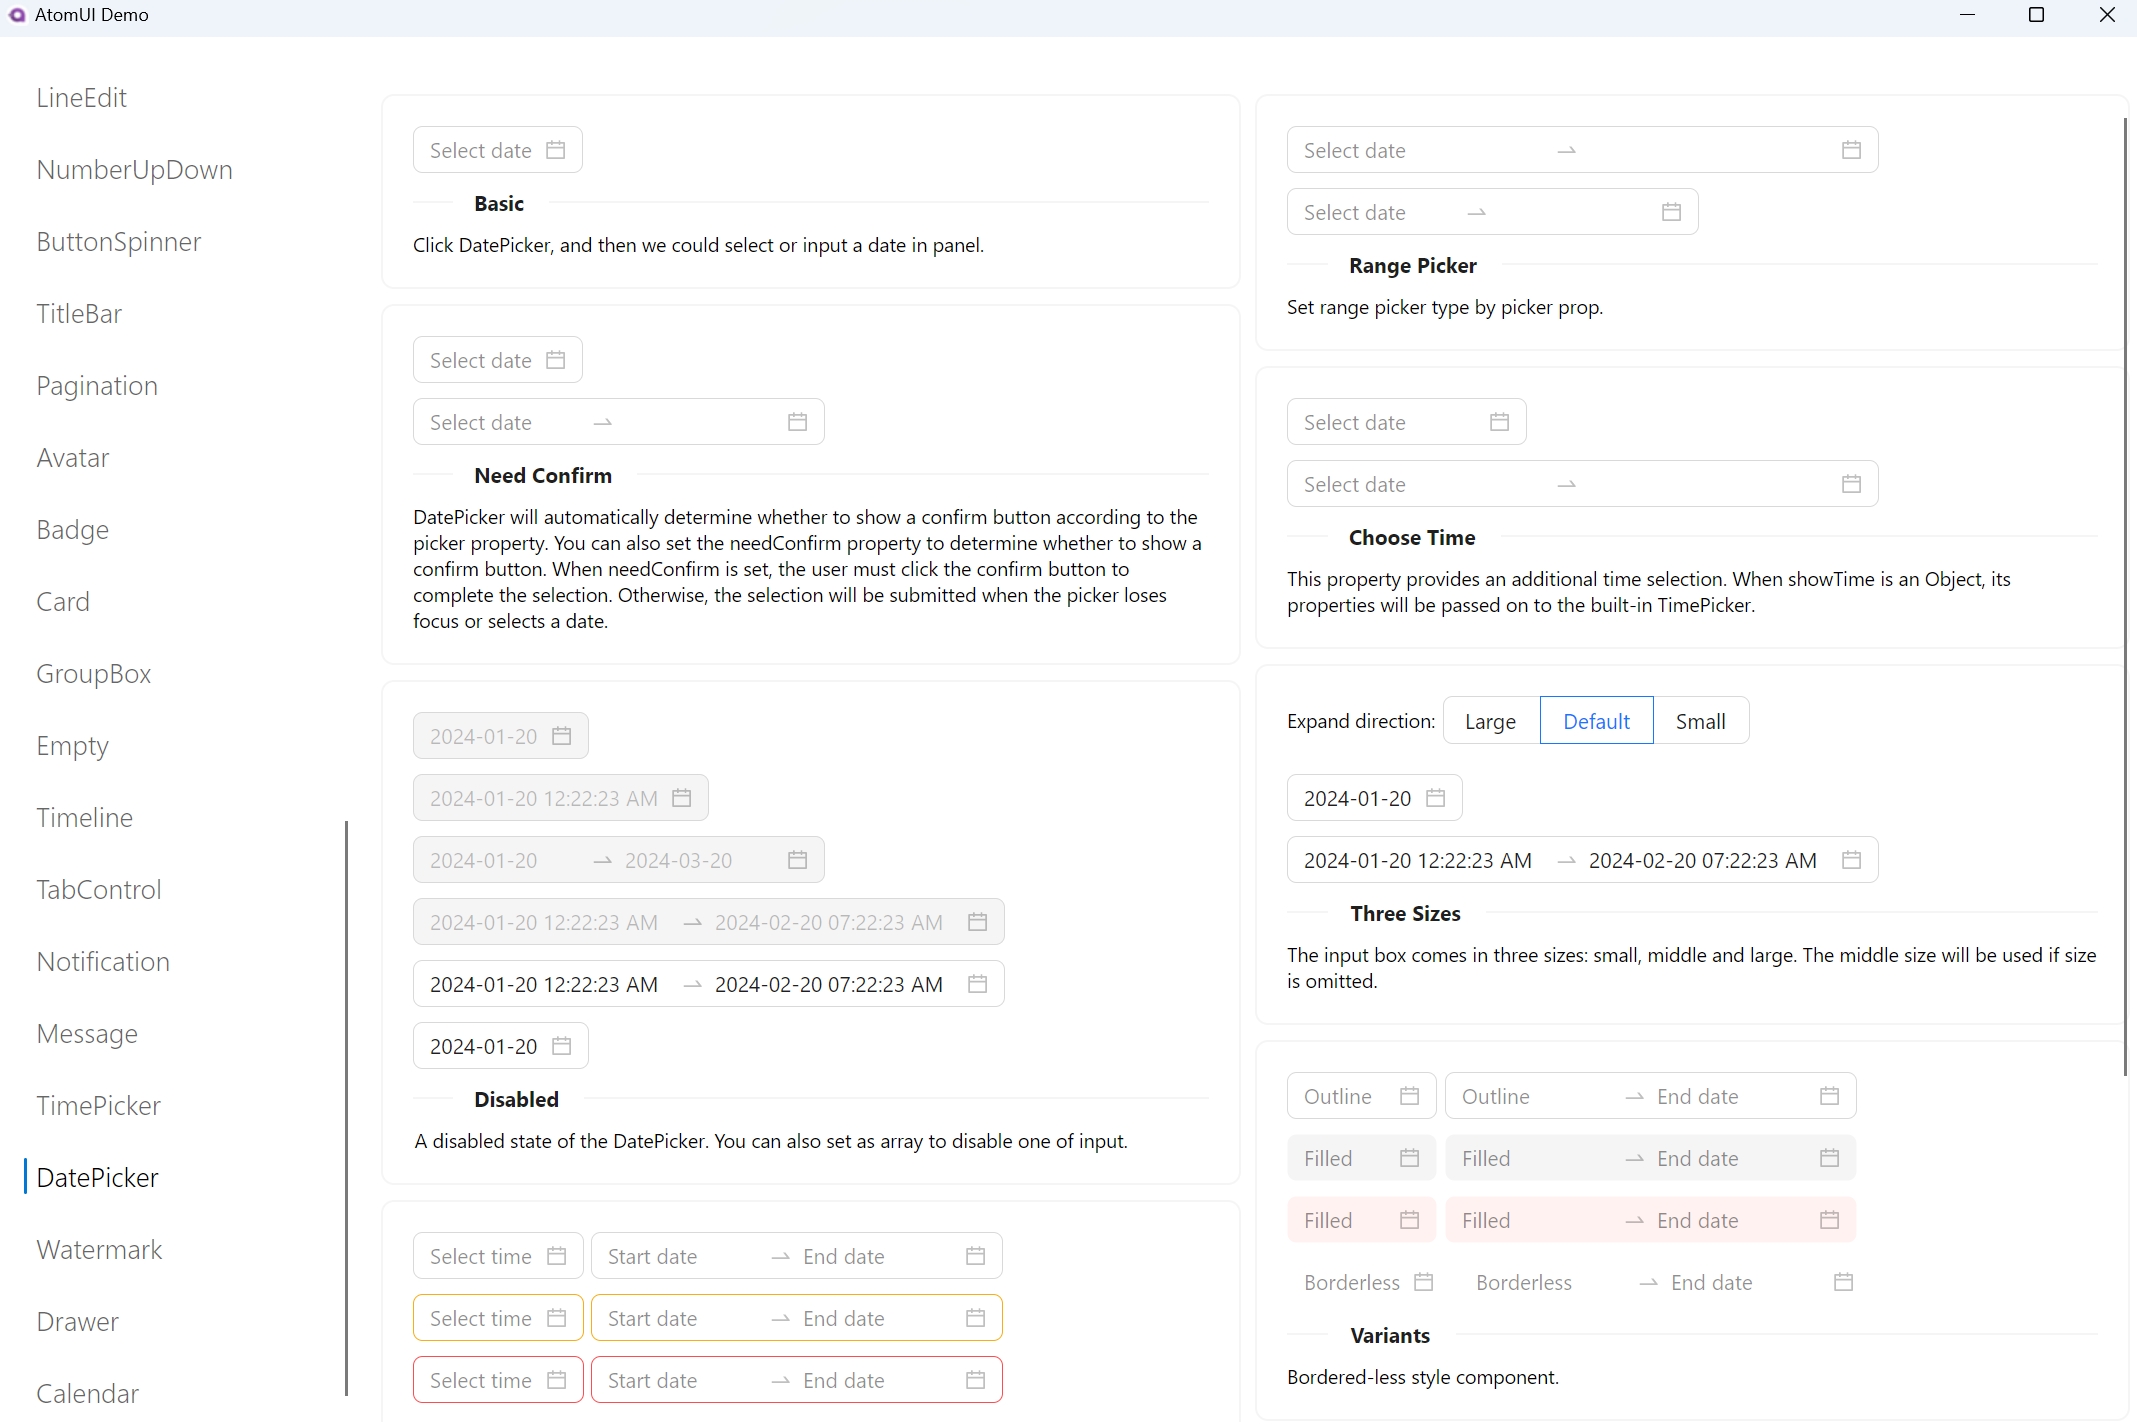 AtomUI Demo
LineEdit
NumberUpDown
ButtonSpinner
TitleBar
Pagination
Avatar
Badge
Card
GroupBox
Empty
Timeline
TabControl
Notification
Message
TimePicker
DatePicker
Watermark
Drawer
Calendar
Select date
Basic
Click DatePicker, and then we could select or input a date in panel.
Select date
Select date
Need Confirm
DatePicker will automatically determine whether to show a confirm button according to the
picker property. You can also set the needConfirm property to determine whether to show a
confirm button. When needConfirm is set, the user must click the confirm button to
complete the selection. Otherwise, the selection will be submitted when the picker loses
focus or selects a date.
2024-01-20
2024-01-20 12:22:23 AM
2024-01-20 → 2024-03-20
2024-01-20 12:22:23 AM → 2024-02-20 07:22:23 AM
2024-01-20 12:22:23 AM → 2024-02-20 07:22:23 AM
2024-01-20
Disabled
A disabled state of the DatePicker. You can also set as array to disable one of input.
Select time Start date → End date
Select time Start date → End date
Select time Start date → End date
Select date →
Select date →
Range Picker
Set range picker type by picker prop.
Select date
Select date →
Choose Time
This property provides an additional time selection. When showTime is an Object, its
properties will be passed on to the built-in TimePicker.
Expand direction: Large Default Small
2024-01-20
2024-01-20 12:22:23 AM → 2024-02-20 07:22:23 AM
Three Sizes
The input box comes in three sizes: small, middle and large. The middle size will be used if size
is omitted.
Outline Outline → End date
Filled Filled → End date
Filled Filled → End date
Borderless Borderless → End date
Variants
Bordered-less style component.